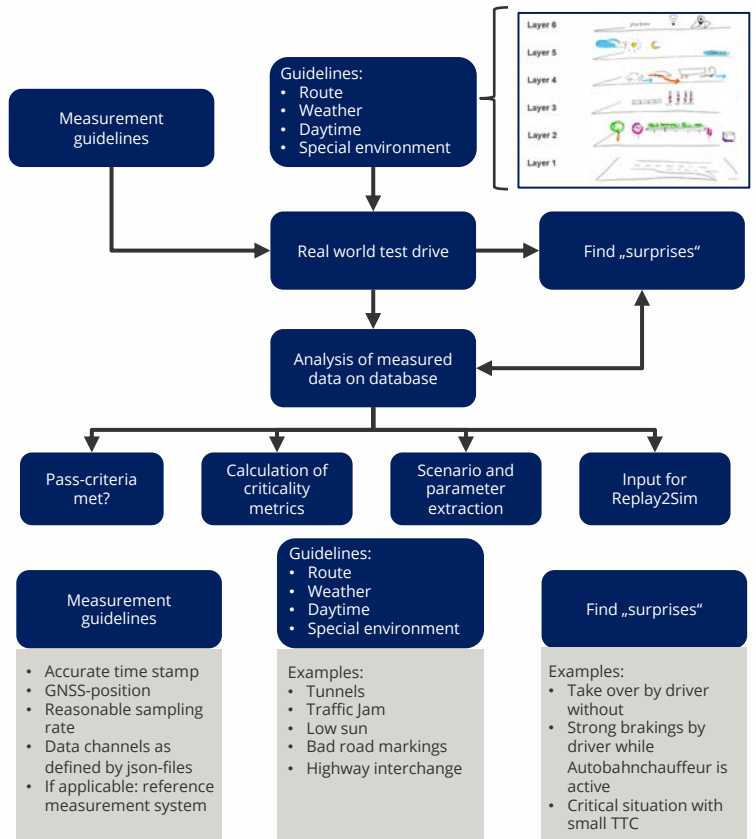 Layer 6
Layer 5
Layer 4
Layer 3
Layer 2
Layer 1
Guidelines:
• Route
• Weather
• Daytime
• Special environment
Measurement
guidelines
Real world test drive
Find „surprises“
Analysis of measured
data on database
Pass-criteria
met?
Calculation of
criticality
metrics
Scenario and
parameter
extraction
Input for
Replay2Sim
Measurement
guidelines
• Accurate time stamp
• GNSS-position
• Reasonable sampling
rate
• Data channels as
defined by json-files
• If applicable: reference
measurement system
Guidelines:
• Route
• Weather
• Daytime
• Special environment
Examples:
• Tunnels
• Traffic Jam
• Low sun
• Bad road markings
• Highway interchange
Find „surprises“
Examples:
• Take over by driver
without
• Strong brakings by
driver while
Autobahnchauffeur is
active
• Critical situation with
small TTC